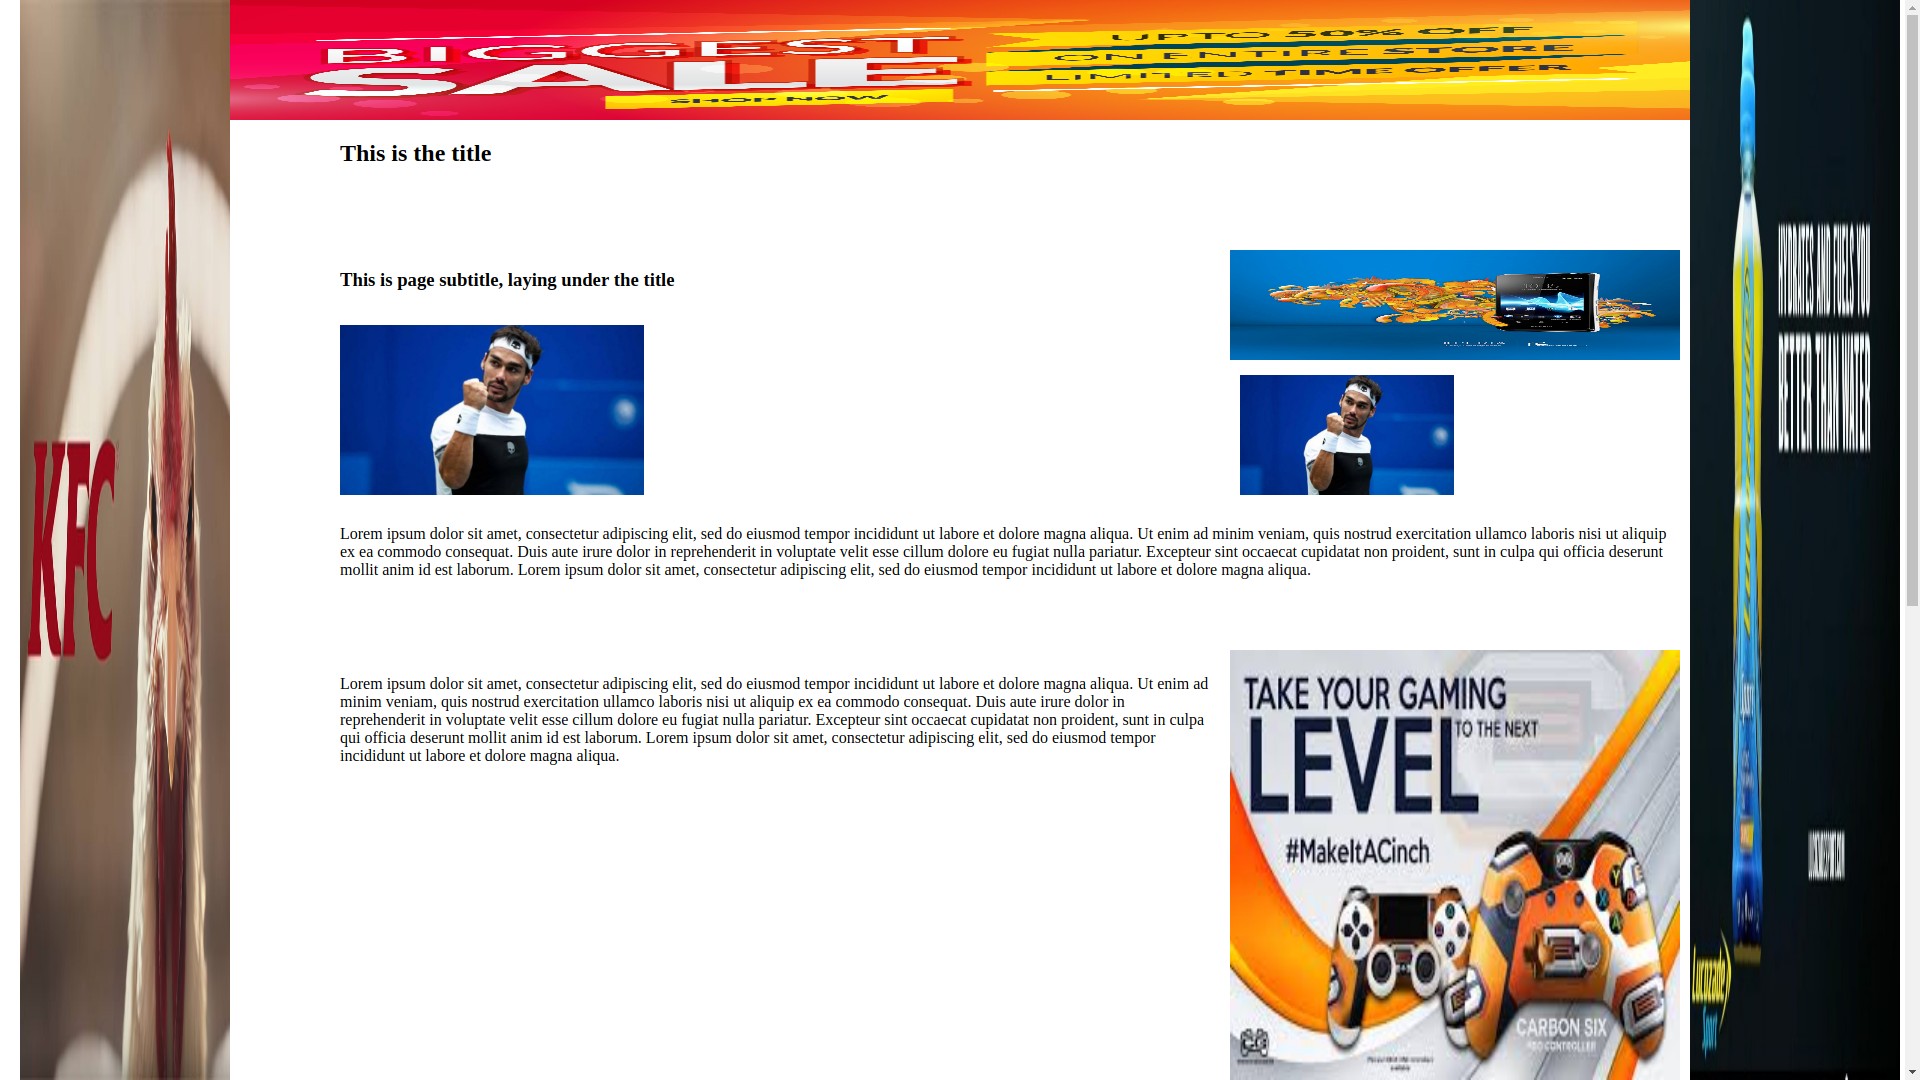 BIGGEST
SALE
SHOP NOW
UPTO 50% OFF
ON ENTIRE STORE
LIMITED TIME OFFER
This is the title
This is page subtitle, laying under the title
Lorem ipsum dolor sit amet, consectetur adipiscing elit, sed do eiusmod tempor incididunt ut labore et dolore magna aliqua. Ut enim ad minim veniam, quis nostrud exercitation ullamco laboris nisi ut aliquip
ex ea commodo consequat. Duis aute irure dolor in reprehenderit in voluptate velit esse cillum dolore eu fugiat nulla pariatur. Excepteur sint occaecat cupidatat non proident, sunt in culpa qui officia deserunt
mollit anim id est laborum. Lorem ipsum dolor sit amet, consectetur adipiscing elit, sed do eiusmod tempor incididunt ut labore et dolore magna aliqua.
Lorem ipsum dolor sit amet, consectetur adipiscing elit, sed do eiusmod tempor incididunt ut labore et dolore magna aliqua. Ut enim ad
minim veniam, quis nostrud exercitation ullamco laboris nisi ut aliquip ex ea commodo consequat. Duis aute irure dolor in
reprehenderit in voluptate velit esse cillum dolore eu fugiat nulla pariatur. Excepteur sint occaecat cupidatat non proident, sunt in culpa
qui officia deserunt mollit anim id est laborum. Lorem ipsum dolor sit amet, consectetur adipiscing elit, sed do eiusmod tempor
incididunt ut labore et dolore magna aliqua.
TAKE YOUR GAMING
LEVEL TO THE NEXT
#MakeItACinch
CARBON SIX
PRO CONTROLLER
KFC
HYDRATES AND FUELS YOU
BETTER THAN WATER
Lucozade
Sport